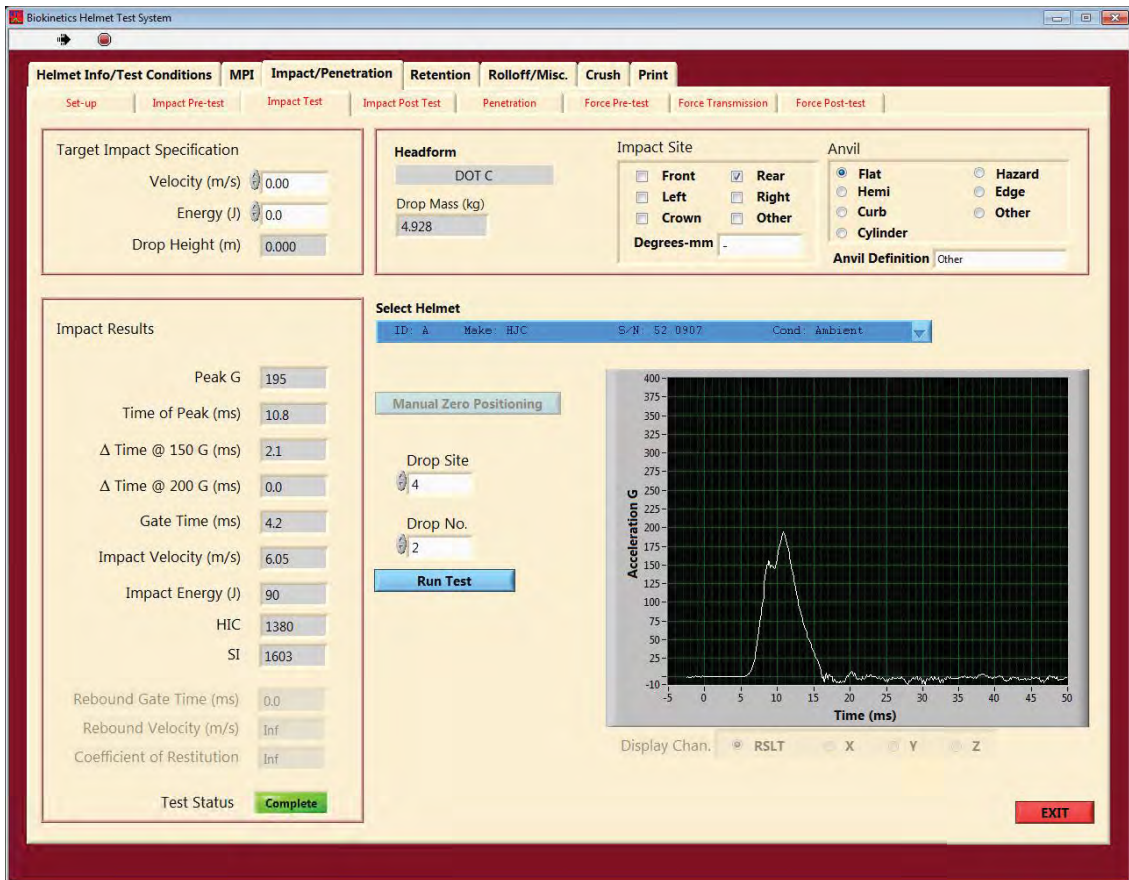 Biokinetics Helmet Test System
Helmet Info/Test Conditions MPI Impact/Penetration Retention Rolloff/Misc. Crush Print
Set-up Impact Pre-test Impact Test Impact Post Test Penetration Force Pre-test Force Transmission Force Post-test
Target Impact Specification
Velocity (m/s) 0.00
Energy (J) 0.0
Drop Height (m) 0.000
Headform
DOT C
Drop Mass (kg)
4.928
Impact Site
Front Rear
Left Right
Crown Other
Degrees-mm -
Anvil
Flat Hazard
Hemi Edge
Curb Other
Cylinder
Anvil Definition Other
Select Helmet
ID: A Make: HJC S/N: 52 0907 Cond: Ambient
Impact Results
Peak G 195
Time of Peak (ms) 10.8
Δ Time @ 150 G (ms) 2.1
Δ Time @ 200 G (ms) 0.0
Gate Time (ms) 4.2
Impact Velocity (m/s) 6.05
Impact Energy (J) 90
HIC 1380
SI 1603
Rebound Gate Time (ms) 0.0
Rebound Velocity (m/s) Inf
Coefficient of Restitution Inf
Test Status Complete
Manual Zero Positioning
Drop Site
4
Drop No.
2
Run Test
Acceleration G
400
375
350
325
300
275
250
225
200
175
150
125
100
75
50
25
-10
-5 0 5 10 15 20 25 30 35 40 45 50
Time (ms)
Display Chan. RSLT X Y Z
EXIT